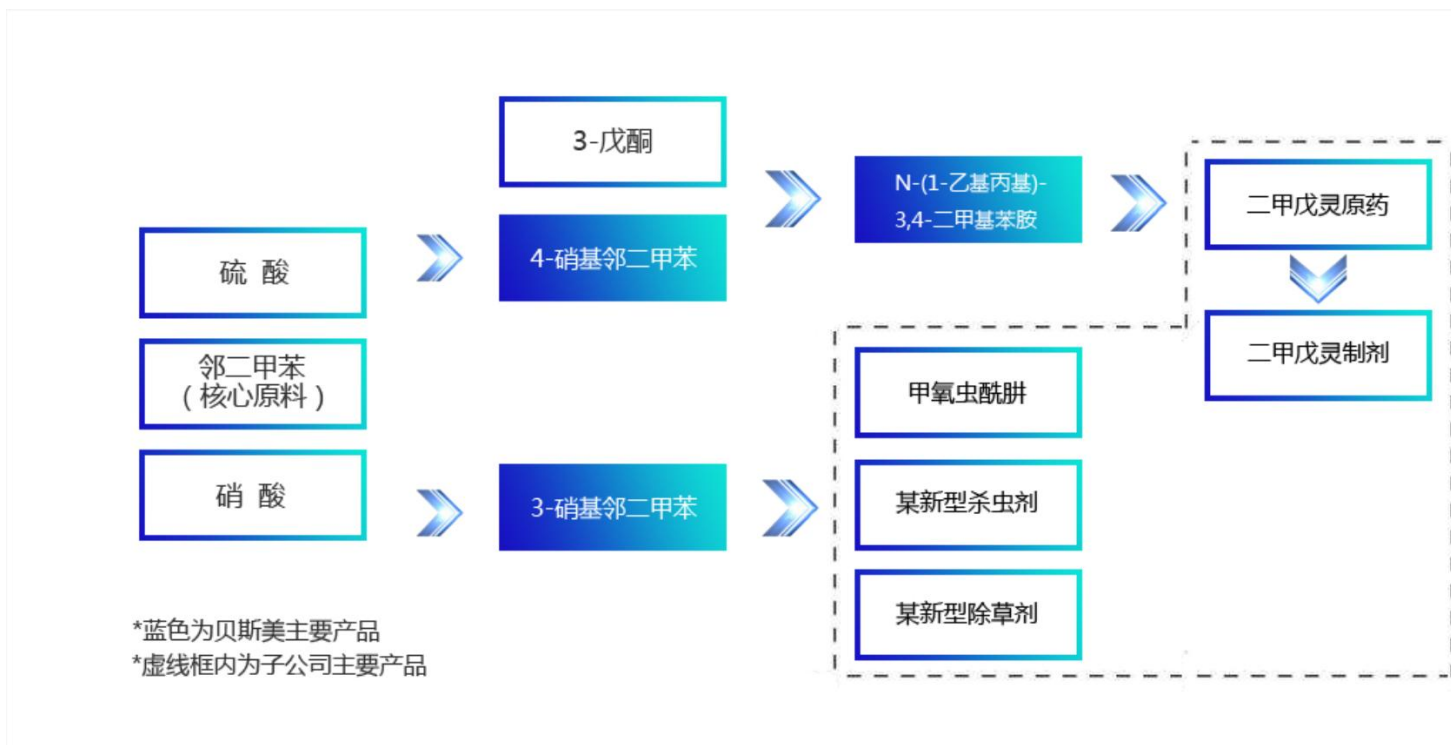 3-戊酮
N-(1-乙基丙基)-
3,4-二甲基苯胺
二甲戊灵原药
硫 酸
4-硝基邻二甲苯
邻二甲苯
(核心原料)
二甲戊灵制剂
甲氧虫酰肼
硝 酸
3-硝基邻二甲苯
某新型杀虫剂
某新型除草剂
*蓝色为贝斯美主要产品
*虚线框内为子公司主要产品